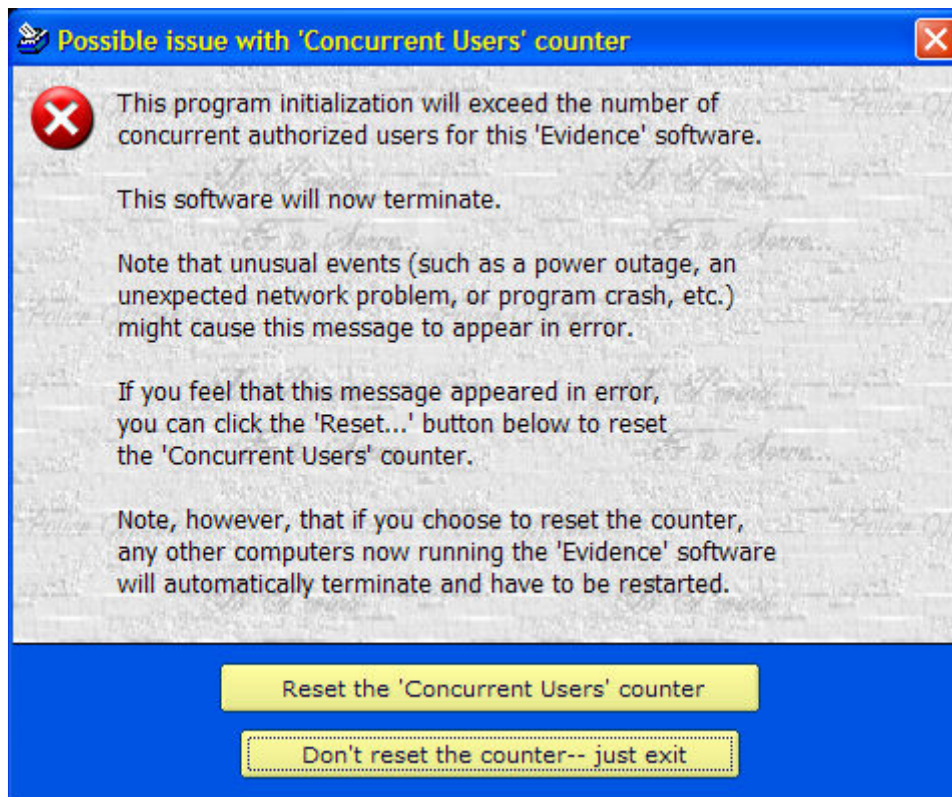 Possible issue with 'Concurrent Users' counter
This program initialization will exceed the number of
concurrent authorized users for this 'Evidence' software.
This software will now terminate.
Note that unusual events (such as a power outage, an
unexpected network problem, or program crash, etc.)
might cause this message to appear in error.
If you feel that this message appeared in error,
you can click the 'Reset...' button below to reset
the 'Concurrent Users' counter.
Note, however, that if you choose to reset the counter,
any other computers now running the 'Evidence' software
will automatically terminate and have to be restarted.
Reset the 'Concurrent Users' counter
Don't reset the counter-- just exit